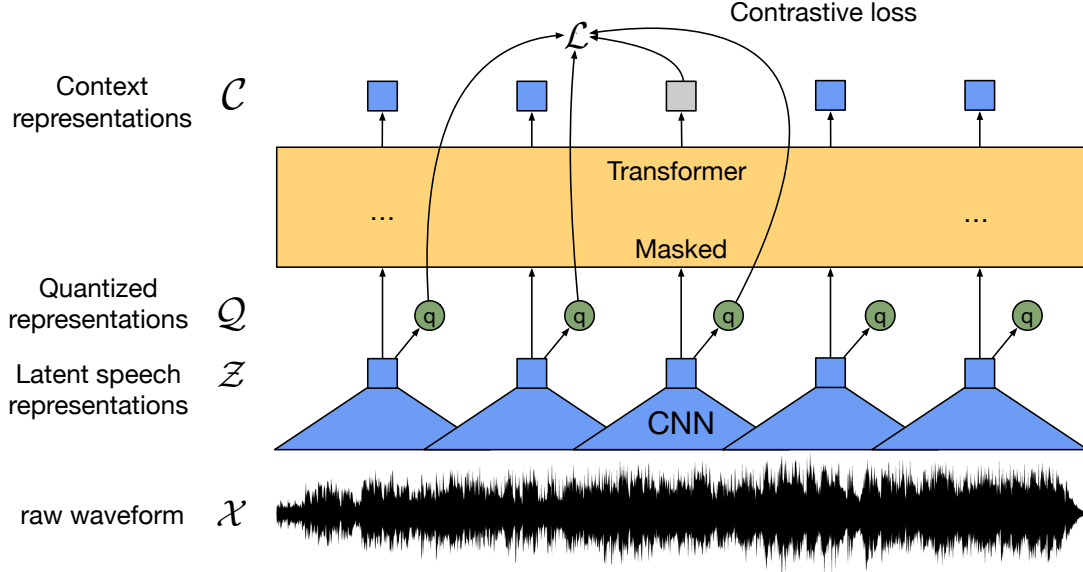 Contrastive loss
ℒ
Context
representations
𝒞
Transformer
... ...
Masked
Quantized
representations
𝒬
q q q q q
Latent speech
representations
𝒵
CNN
raw waveform
𝒳